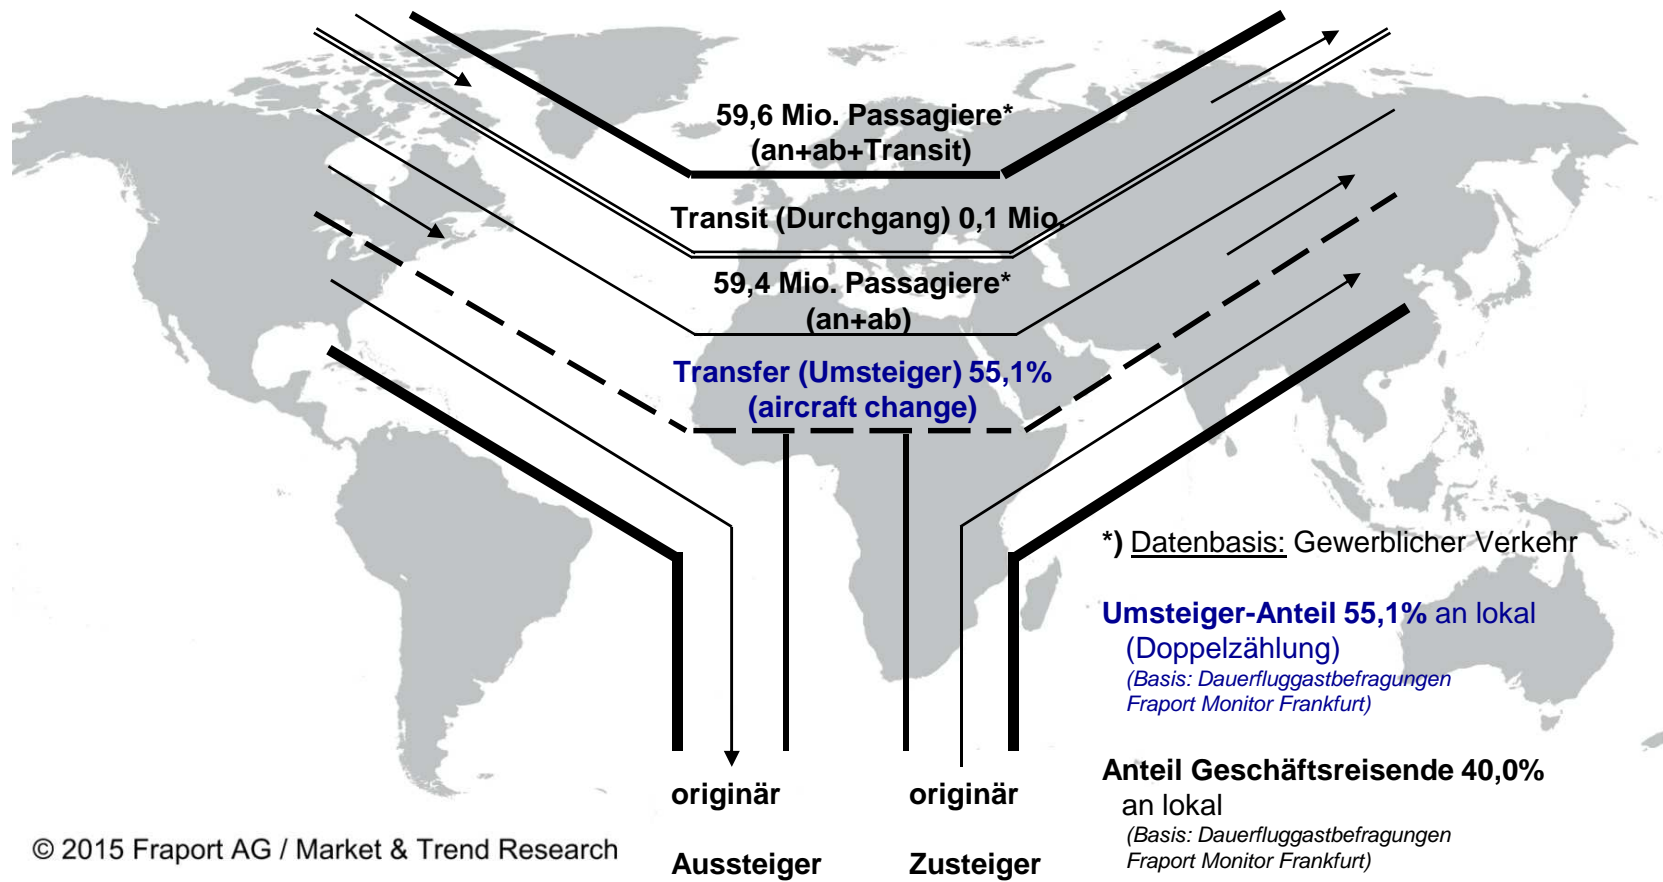 59,6 Mio. Passagiere*
(an+ab+Transit)
Transit (Durchgang) 0,1 Mio.
59,4 Mio. Passagiere*
(an+ab)
Transfer (Umsteiger) 55,1%
(aircraft change)
*) Datenbasis: Gewerblicher Verkehr
Umsteiger-Anteil 55,1% an lokal
(Doppelzählung)
(Basis: Dauerfluggastbefragungen
Fraport Monitor Frankfurt)
Anteil Geschäftsreisende 40,0%
an lokal
(Basis: Dauerfluggastbefragungen
Fraport Monitor Frankfurt)
originär
Aussteiger
originär
Zusteiger
© 2015 Fraport AG / Market & Trend Research